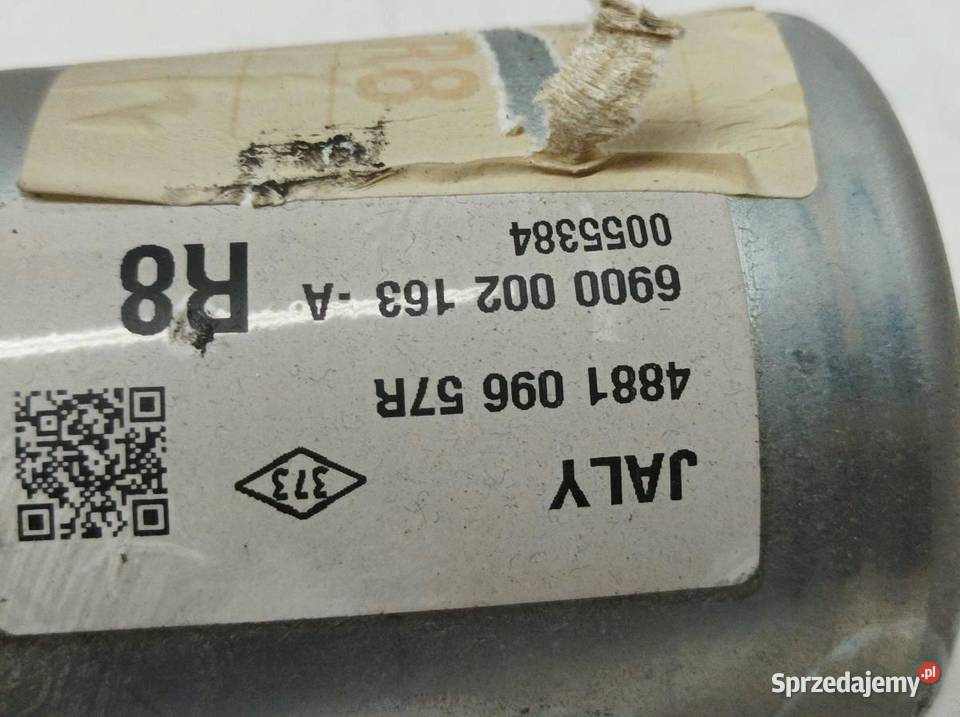 JALY
373
4881 096 57R
6900 002 163 -A
R8
0055384
R8
Sprzedajemy.pl